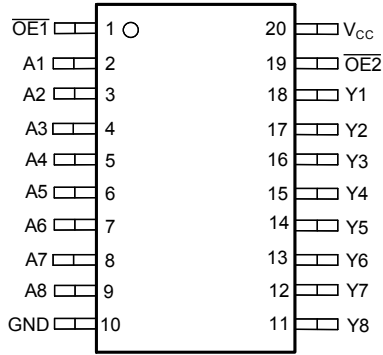 O̅E̅1̅ 1 20 VCC
A1 2 19 O̅E̅2̅
A2 3 18 Y1
A3 4 17 Y2
A4 5 16 Y3
A5 6 15 Y4
A6 7 14 Y5
A7 8 13 Y6
A8 9 12 Y7
GND 10 11 Y8